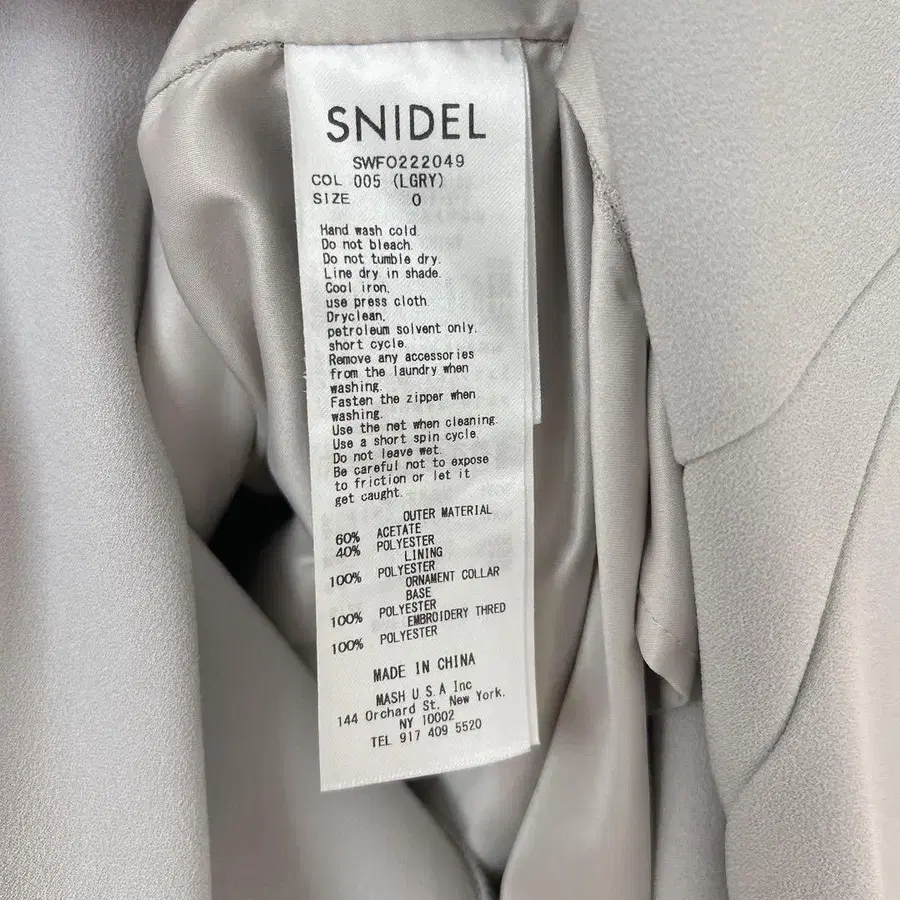 SNIDEL
SWFO222049
COL 005 (LGRY)
SIZE 0
Hand wash cold.
Do not bleach.
Do not tumble dry.
Line dry in shade.
Cool iron,
use press cloth.
Dryclean,
petroleum solvent only.
short cycle.
Remove any accessories
from the laundry when
washing.
Fasten the zipper when
washing.
Use the net when cleaning.
Use a short spin cycle.
Do not leave wet.
Be careful not to expose
to friction or let it
get caught.
OUTER MATERIAL
60% ACETATE
40% POLYESTER
LINING
100% POLYESTER
ORNAMENT COLLAR
BASE
100% POLYESTER
EMBROIDERY THRED
100% POLYESTER
MADE IN CHINA
MASH U.S.A Inc
144 Orchard St, New York.
NY 10002
TEL 917 409 5520